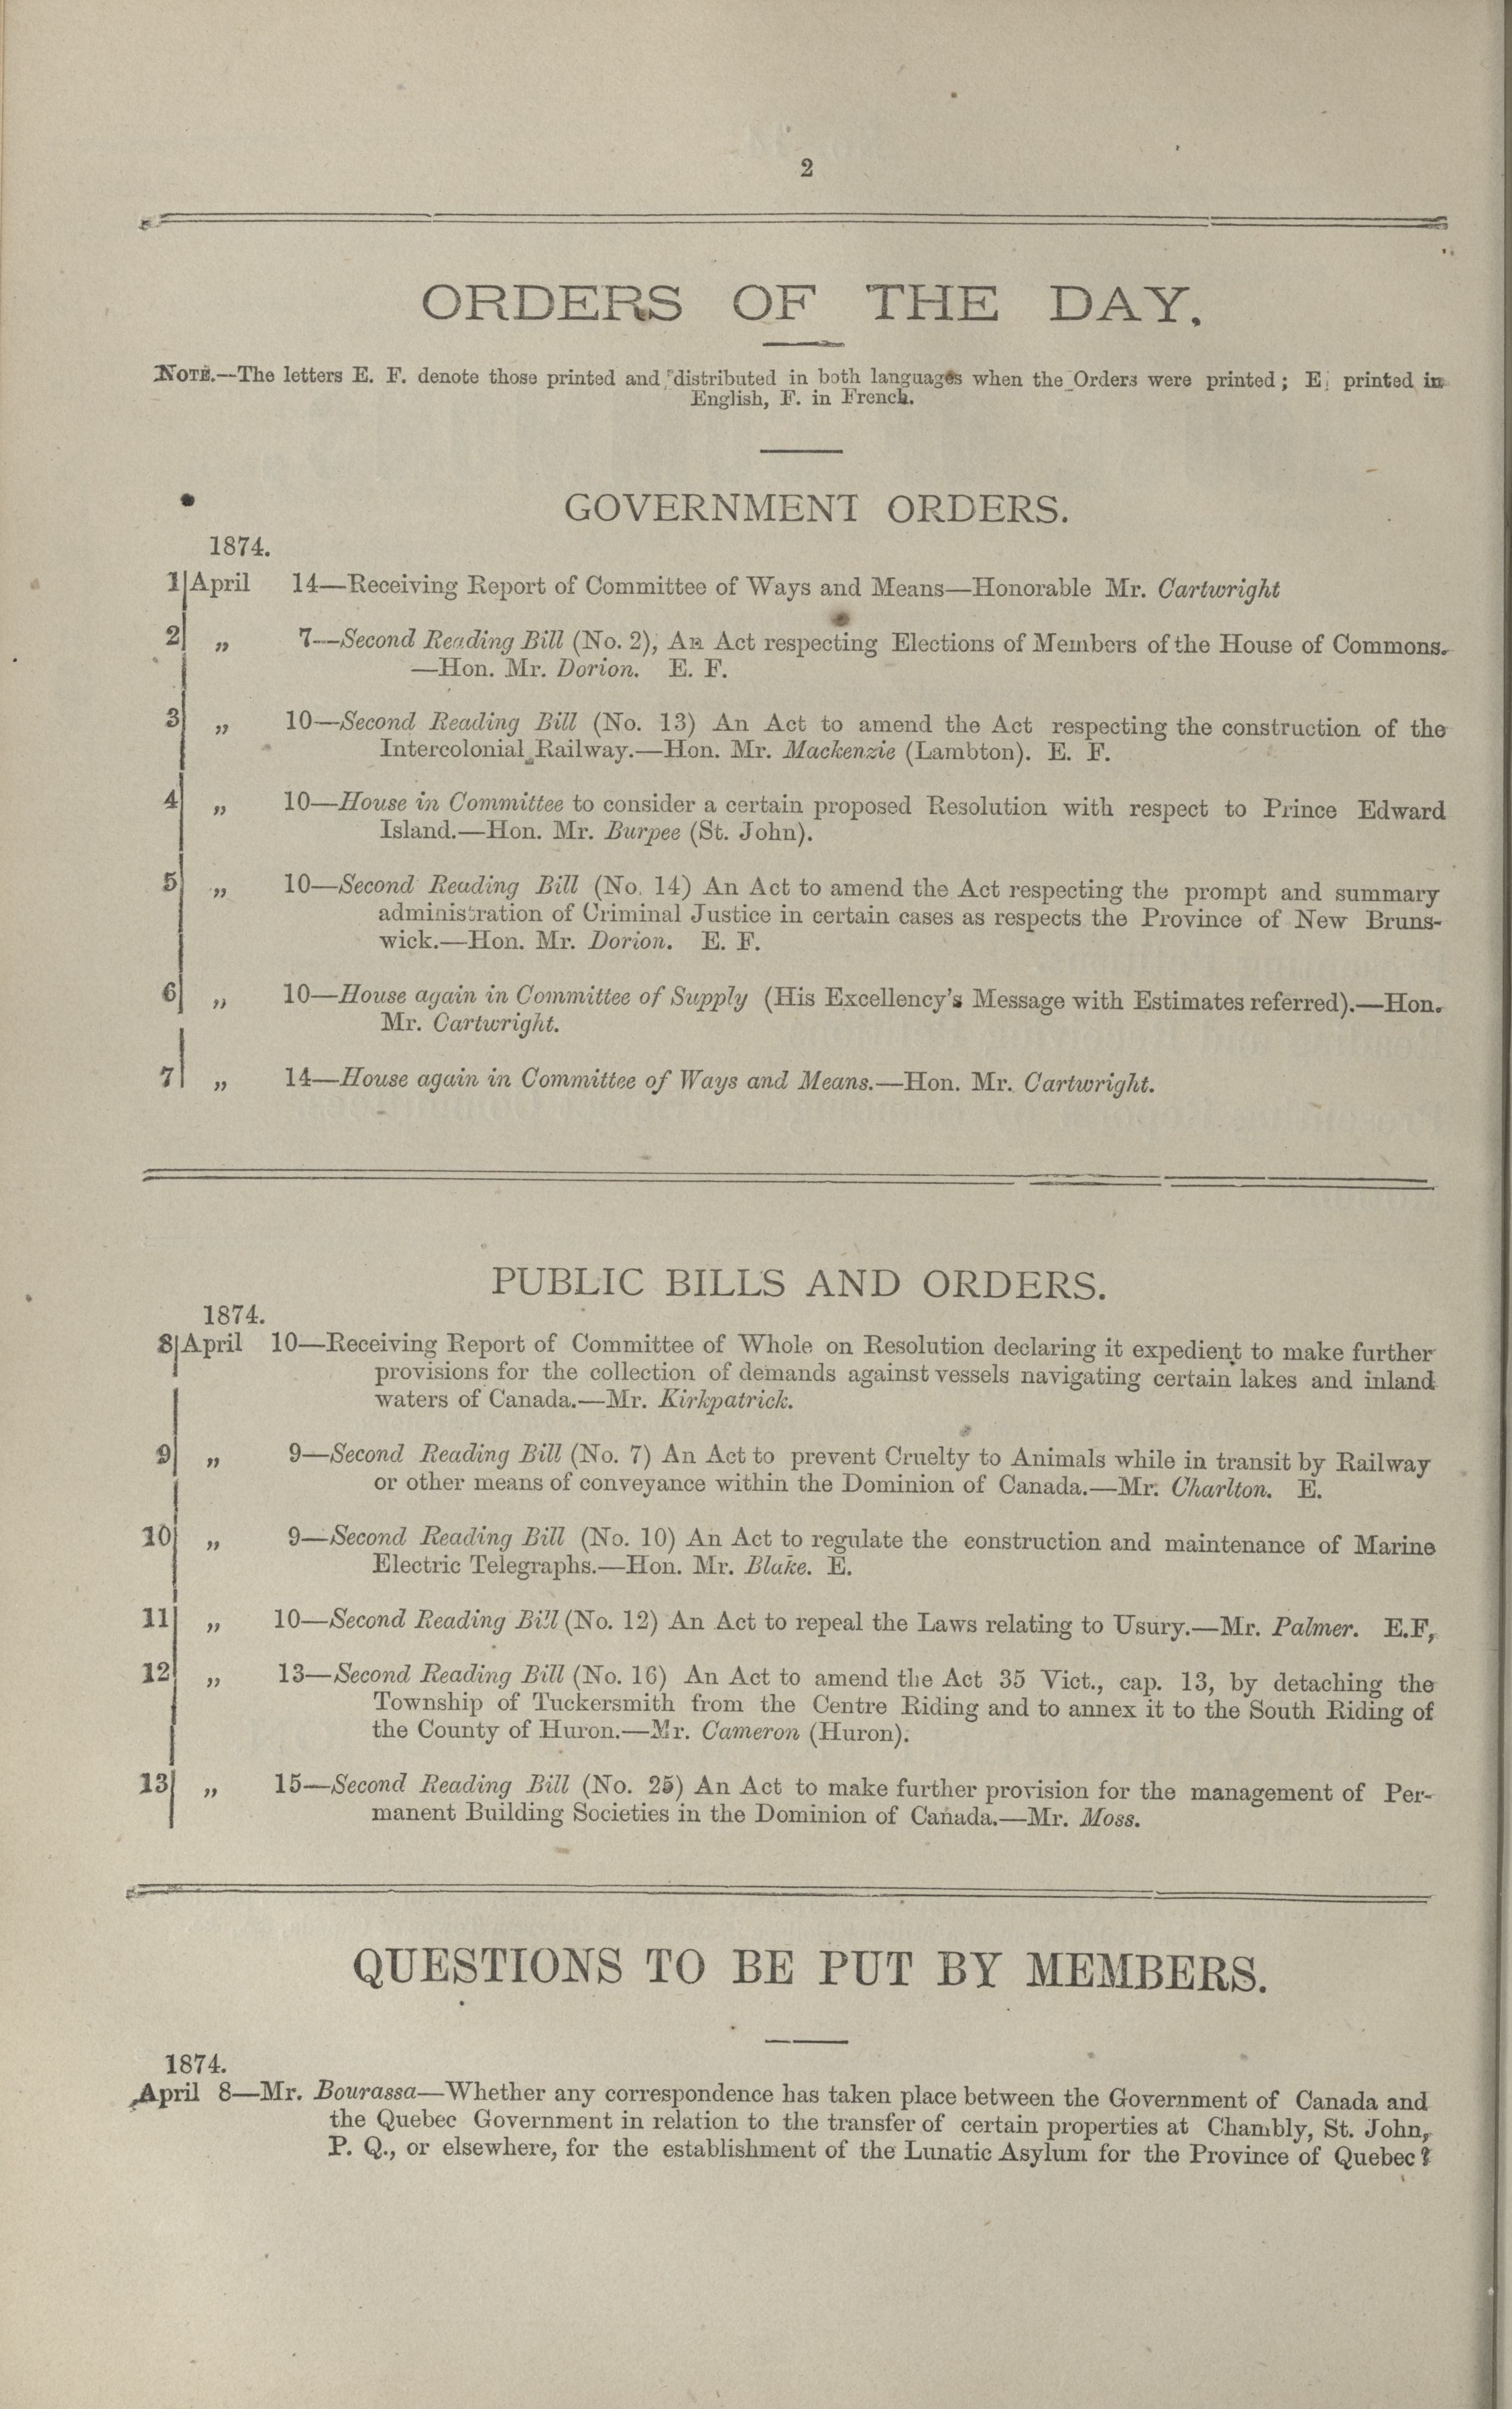 2
ORDERS OF THE DAY.
NOTE.—The letters E. F. denote those printed and distributed in both languages when the Orders were printed; E. printed in
English, F. in French.
GOVERNMENT ORDERS.
1874.
1 April 14—Receiving Report of Committee of Ways and Means—Honorable Mr. Cartwright
2 „ 7—Second Reading Bill (No. 2), An Act respecting Elections of Members of the House of Commons.
—Hon. Mr. Dorion. E. F.
3 „ 10—Second Reading Bill (No. 13) An Act to amend the Act respecting the construction of the
Intercolonial Railway.—Hon. Mr. Mackenzie (Lambton). E. F.
4 „ 10—House in Committee to consider a certain proposed Resolution with respect to Prince Edward
Island.—Hon. Mr. Burpee (St. John).
5 „ 10—Second Reading Bill (No. 14) An Act to amend the Act respecting the prompt and summary
administration of Criminal Justice in certain cases as respects the Province of New Bruns-
wick.—Hon. Mr. Dorion. E. F.
6 „ 10—House again in Committee of Supply (His Excellency's Message with Estimates referred).—Hon.
Mr. Cartwright.
7 „ 14—House again in Committee of Ways and Means.—Hon. Mr. Cartwright.
PUBLIC BILLS AND ORDERS.
1874.
8 April 10—Receiving Report of Committee of Whole on Resolution declaring it expedient to make further
provisions for the collection of demands against vessels navigating certain lakes and inland
waters of Canada.—Mr. Kirkpatrick.
9 „ 9—Second Reading Bill (No. 7) An Act to prevent Cruelty to Animals while in transit by Railway
or other means of conveyance within the Dominion of Canada.—Mr. Charlton. E.
10 „ 9—Second Reading Bill (No. 10) An Act to regulate the construction and maintenance of Marine
Electric Telegraphs.—Hon. Mr. Blake. E.
11 „ 10—Second Reading Bill (No. 12) An Act to repeal the Laws relating to Usury.—Mr. Palmer. E.F,
12 „ 13—Second Reading Bill (No. 16) An Act to amend the Act 35 Vict., cap. 13, by detaching the
Township of Tuckersmith from the Centre Riding and to annex it to the South Riding of
the County of Huron.—Mr. Cameron (Huron).
13 „ 15—Second Reading Bill (No. 25) An Act to make further provision for the management of Per-
manent Building Societies in the Dominion of Canada.—Mr. Moss.
QUESTIONS TO BE PUT BY MEMBERS.
1874.
April 8—Mr. Bourassa—Whether any correspondence has taken place between the Government of Canada and
the Quebec Government in relation to the transfer of certain properties at Chambly, St. John,
P. Q., or elsewhere, for the establishment of the Lunatic Asylum for the Province of Quebec?